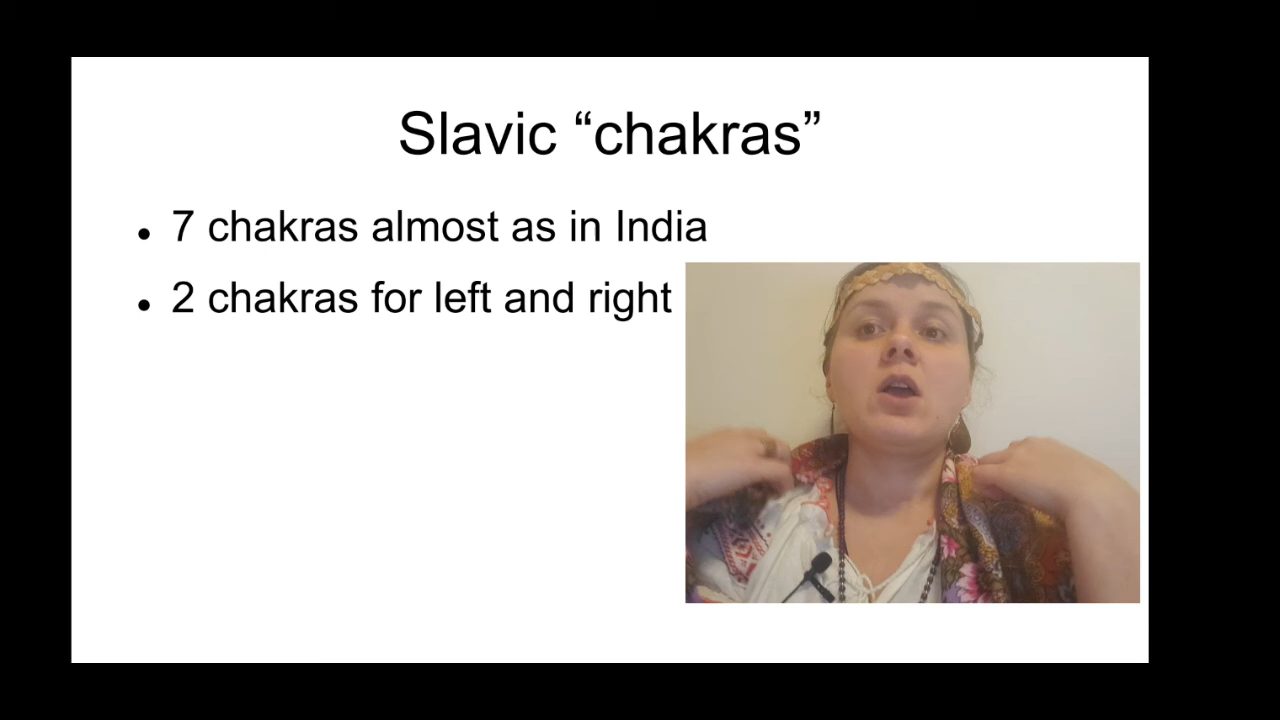 Slavic “chakras”
7 chakras almost as in India
2 chakras for left and right